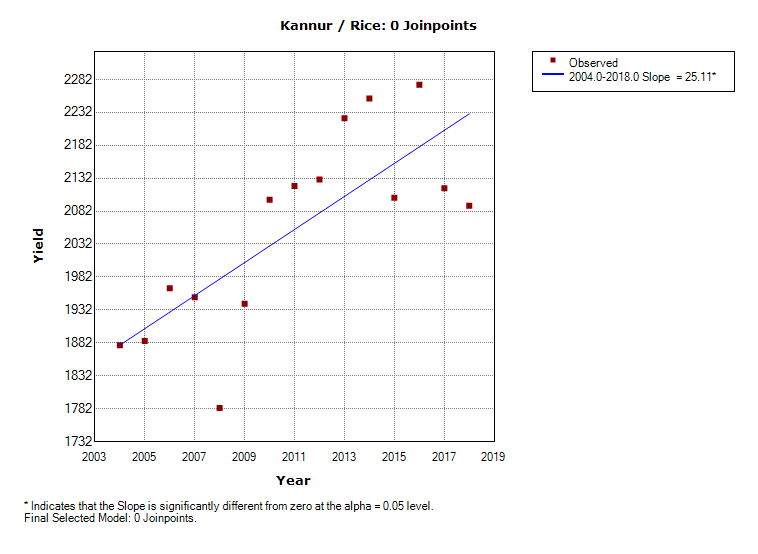 Kannur / Rice: 0 Joinpoints
Observed
2004.0-2018.0 Slope = 25.11*
2282
2232
2182
2132
2082
2032
1982
1932
1882
1832
1782
1732
Yield
2003 2005 2007 2009 2011 2013 2015 2017 2019
Year
* Indicates that the Slope is significantly different from zero at the alpha = 0.05 level.
Final Selected Model: 0 Joinpoints.